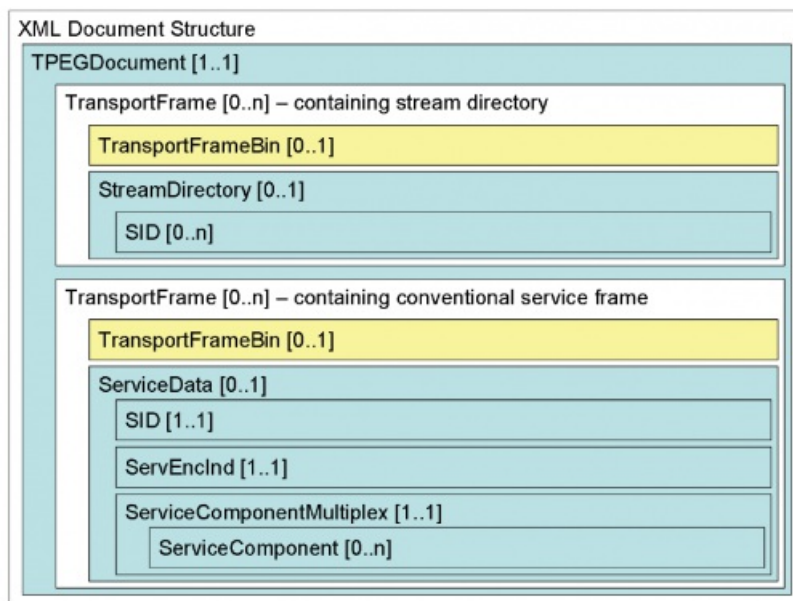 XML Document Structure
TPEGDocument [1..1]
TransportFrame [0..n] – containing stream directory
TransportFrameBin [0..1]
StreamDirectory [0..1]
SID [0..n]
TransportFrame [0..n] – containing conventional service frame
TransportFrameBin [0..1]
ServiceData [0..1]
SID [1..1]
ServEncInd [1..1]
ServiceComponentMultiplex [1..1]
ServiceComponent [0..n]